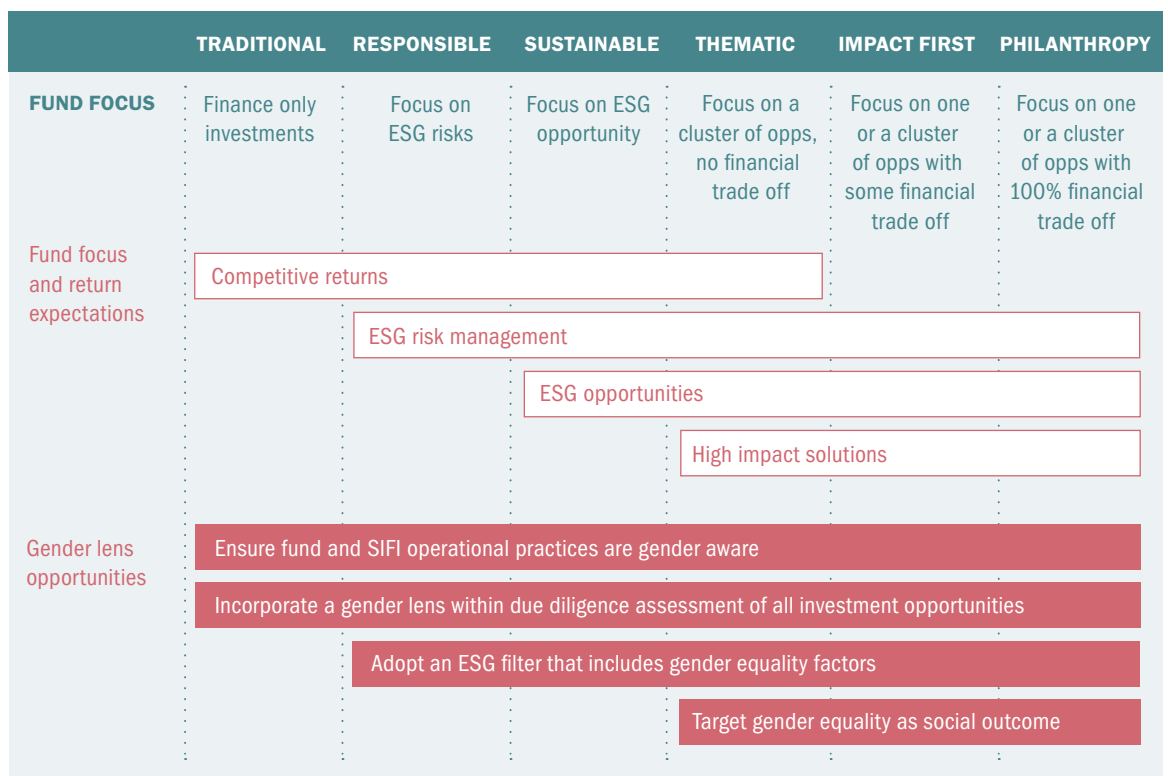 TRADITIONAL RESPONSIBLE SUSTAINABLE THEMATIC IMPACT FIRST PHILANTHROPY
FUND FOCUS
Finance only
investments
Focus on
ESG risks
Focus on ESG
opportunity
Focus on a
cluster of opps,
no financial
trade off
Focus on one
or a cluster
of opps with
some financial
trade off
Focus on one
or a cluster
of opps with
100% financial
trade off
Fund focus
and return
expectations
Competitive returns
ESG risk management
ESG opportunities
High impact solutions
Gender lens
opportunities
Ensure fund and SIFI operational practices are gender aware
Incorporate a gender lens within due diligence assessment of all investment opportunities
Adopt an ESG filter that includes gender equality factors
Target gender equality as social outcome